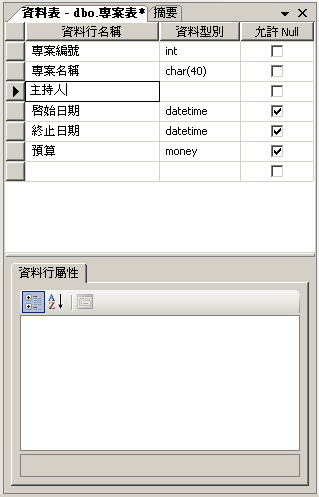 資料表 - dbo.專案表* 摘要
資料行名稱 資料型別 允許 Null
專案編號 int
專案名稱 char(40)
主持人
啓始日期 datetime
終止日期 datetime
預算 money
資料行屬性